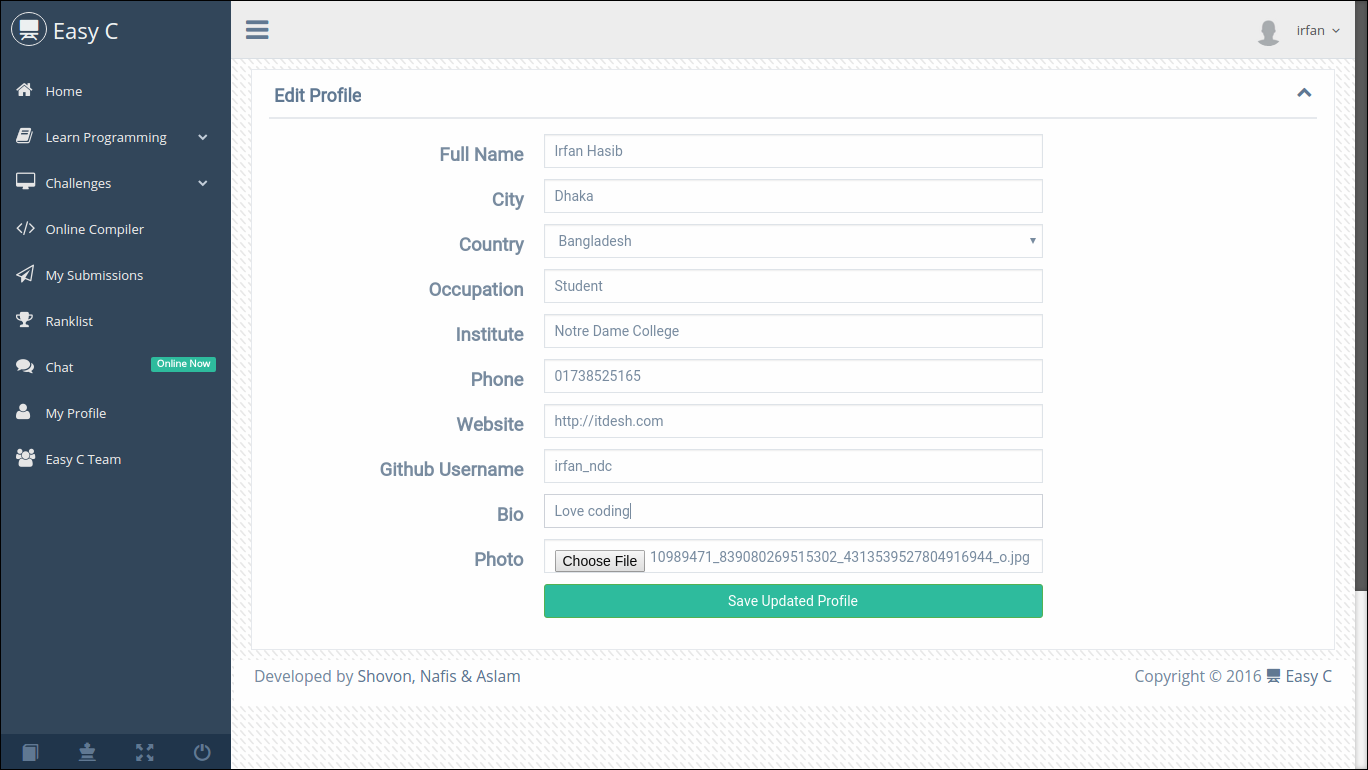 Easy C
irfan
Home
Learn Programming
Challenges
Online Compiler
My Submissions
Ranklist
Chat Online Now
My Profile
Easy C Team
Edit Profile
Full Name Irfan Hasib
City Dhaka
Country Bangladesh
Occupation Student
Institute Notre Dame College
Phone 01738525165
Website http://itdesh.com
Github Username irfan_ndc
Bio Love coding
Photo Choose File 10989471_839080269515302_4313539527804916944_o.jpg
Save Updated Profile
Developed by Shovon, Nafis & Aslam Copyright © 2016 Easy C